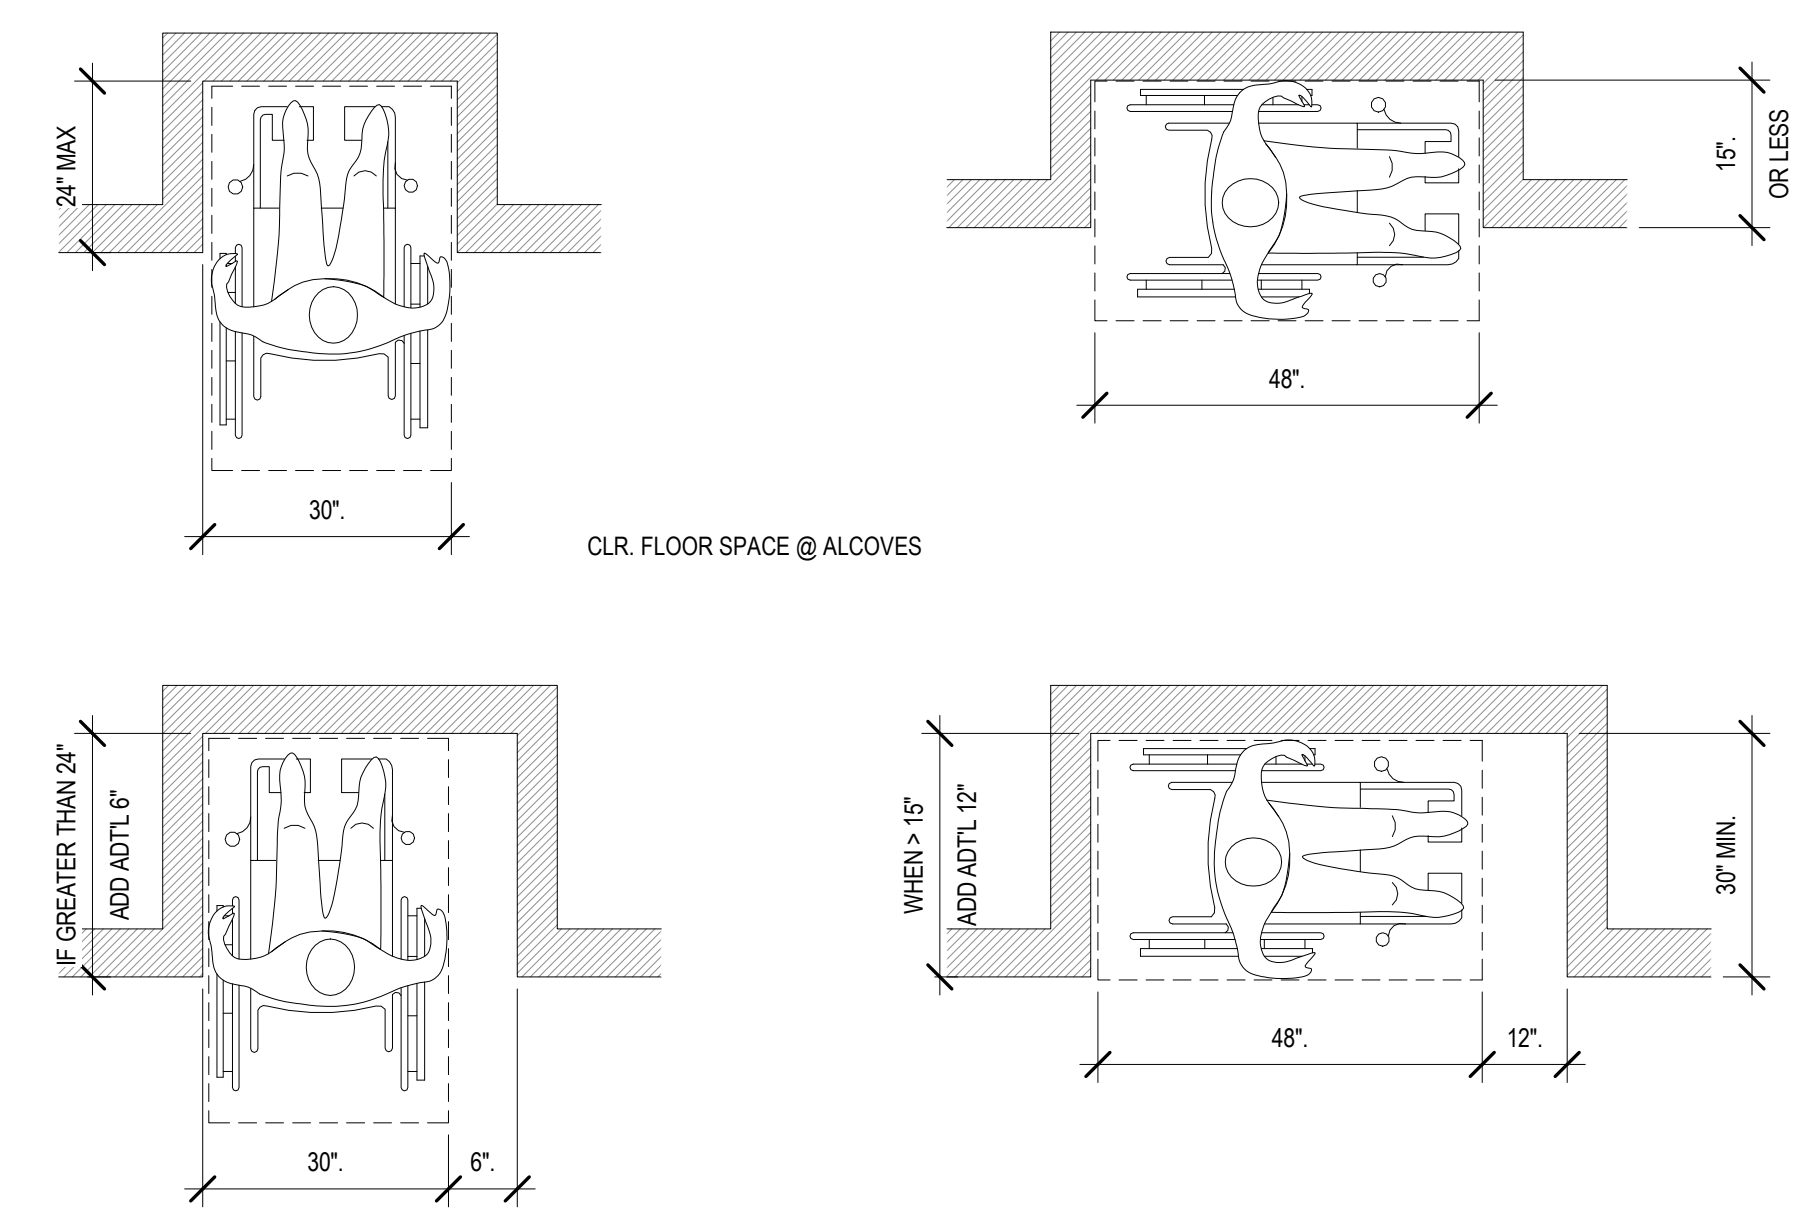 24" MAX
30".
15".
OR LESS
48".
CLR. FLOOR SPACE @ ALCOVES
IF GREATER THAN 24"
ADD ADT'L 6"
30".
6".
WHEN > 15"
ADD ADT'L 12"
30" MIN.
48".
12".